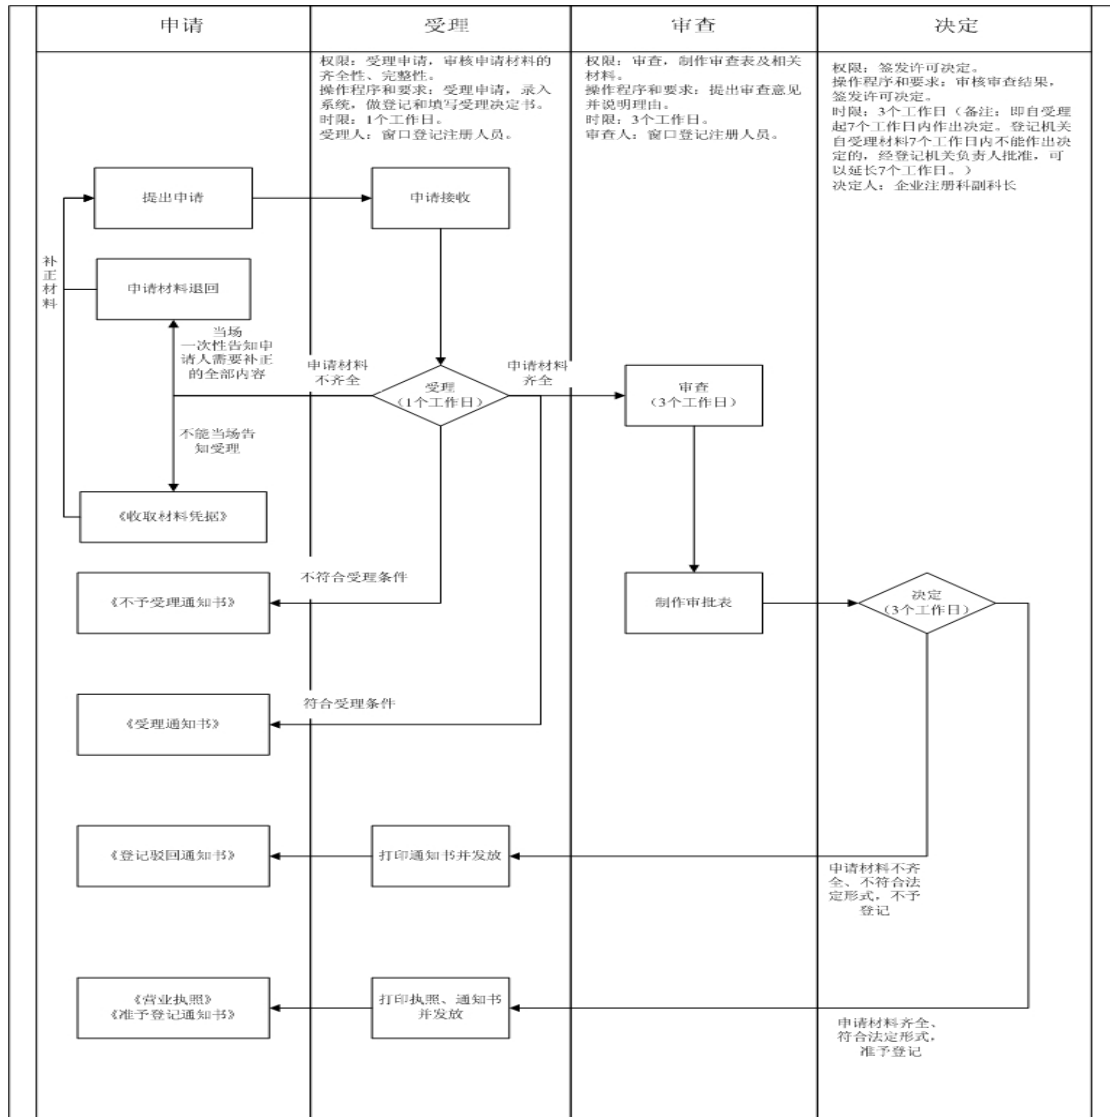 申请
受理
审查
决定
权限：受理申请，审核申请材料的
齐全性、完整性。
操作程序和要求：受理申请，录入
系统，做登记和填写受理决定书。
时限：1个工作日。
受理人：窗口登记注册人员。
权限：审查，制作审查表及相关
材料。
操作程序和要求：提出审查意见
并说明理由。
时限：3个工作日。
审查人：窗口登记注册人员。
权限：签发许可决定。
操作程序和要求：审核审查结果，
签发许可决定。
时限：3个工作日（备注：即自受理
起7个工作日内作出决定。登记机关
自受理材料7个工作日内不能作出决
定的，经登记机关负责人批准，可
以延长7个工作日。）
决定人：企业注册科副科长
提出申请
申请接收
补
正
材
料
申请材料退回
当场
一次性告知申
请人需要补正
的全部内容
申请材料
不齐全
受理
（1个工作日）
申请材料
齐全
审查
（3个工作日）
不能当场告
知受理
《收取材料凭据》
不符合受理条件
《不予受理通知书》
制作审批表
决定
（3个工作日）
符合受理条件
《受理通知书》
《登记驳回通知书》
打印通知书并发放
申请材料不齐
全、不符合法
定形式，不予
登记
《营业执照》
《准予登记通知书》
打印执照、通知书
并发放
申请材料齐全、
符合法定形式，
准予登记